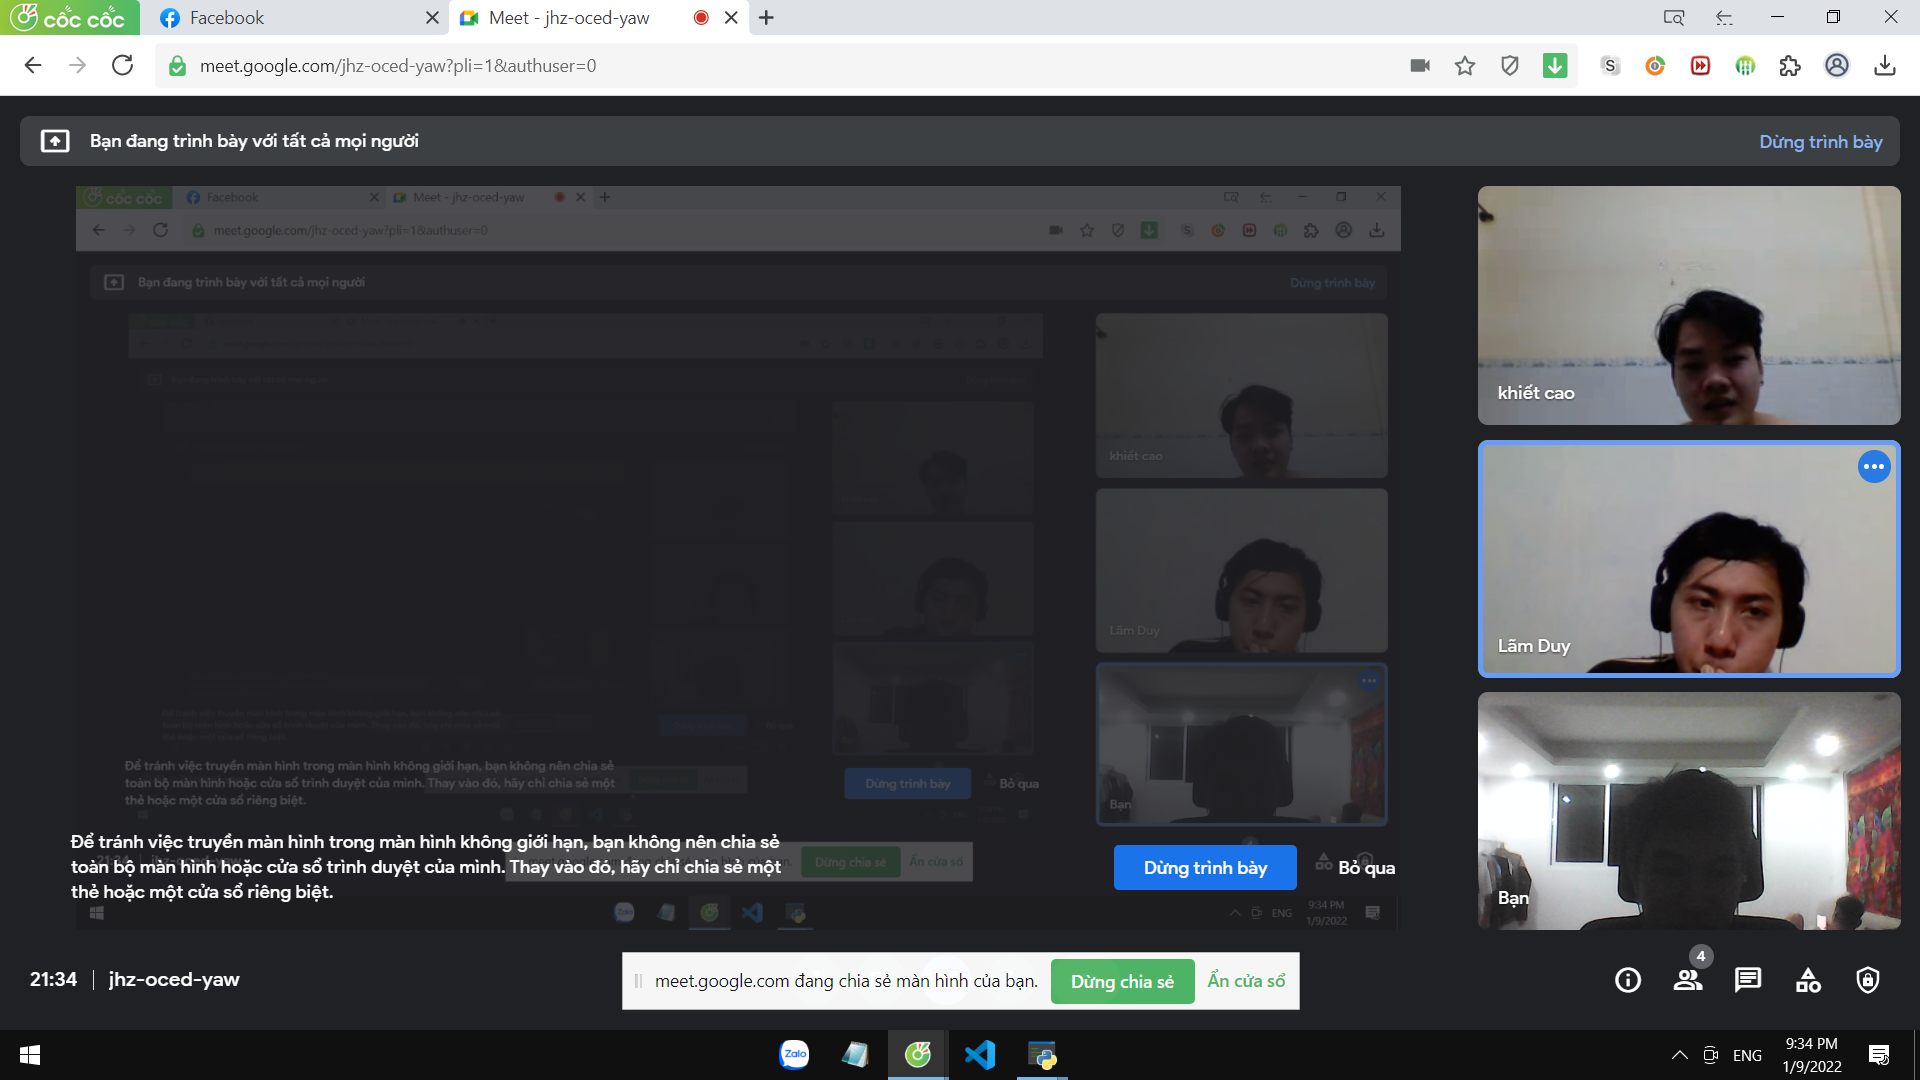 cốc cốc
Facebook
Meet - jhz-oced-yaw
meet.google.com/jhz-oced-yaw?pli=1&authuser=0
Bạn đang trình bày với tất cả mọi người
Dừng trình bày
cốc cốc
Facebook
Meet - jhz-oced-yaw
meet.google.com/jhz-oced-yaw?pli=1&authuser=0
Bạn đang trình bày với tất cả mọi người
Dừng trình bày
khiết cao
Lãm Duy
Bạn
Để tránh việc truyền màn hình trong màn hình không giới hạn, bạn không nên chia sẻ
toàn bộ màn hình hoặc cửa sổ trình duyệt của mình. Thay vào đó, hãy chỉ chia sẻ một
thẻ hoặc một cửa sổ riêng biệt.
Dừng trình bày
Bỏ qua
Dừng chia sẻ
Ẩn cửa sổ
Zalo
ENG
9:34 PM
1/9/2022
Để tránh việc truyền màn hình trong màn hình không giới hạn, bạn không nên chia sẻ
toàn bộ màn hình hoặc cửa sổ trình duyệt của mình. Thay vào đó, hãy chỉ chia sẻ một
thẻ hoặc một cửa sổ riêng biệt.
Dừng trình bày
Bỏ qua
khiết cao
Lãm Duy
Bạn
21:34
jhz-oced-yaw
meet.google.com đang chia sẻ màn hình của bạn.
Dừng chia sẻ
Ẩn cửa sổ
4
Zalo
ENG
9:34 PM
1/9/2022